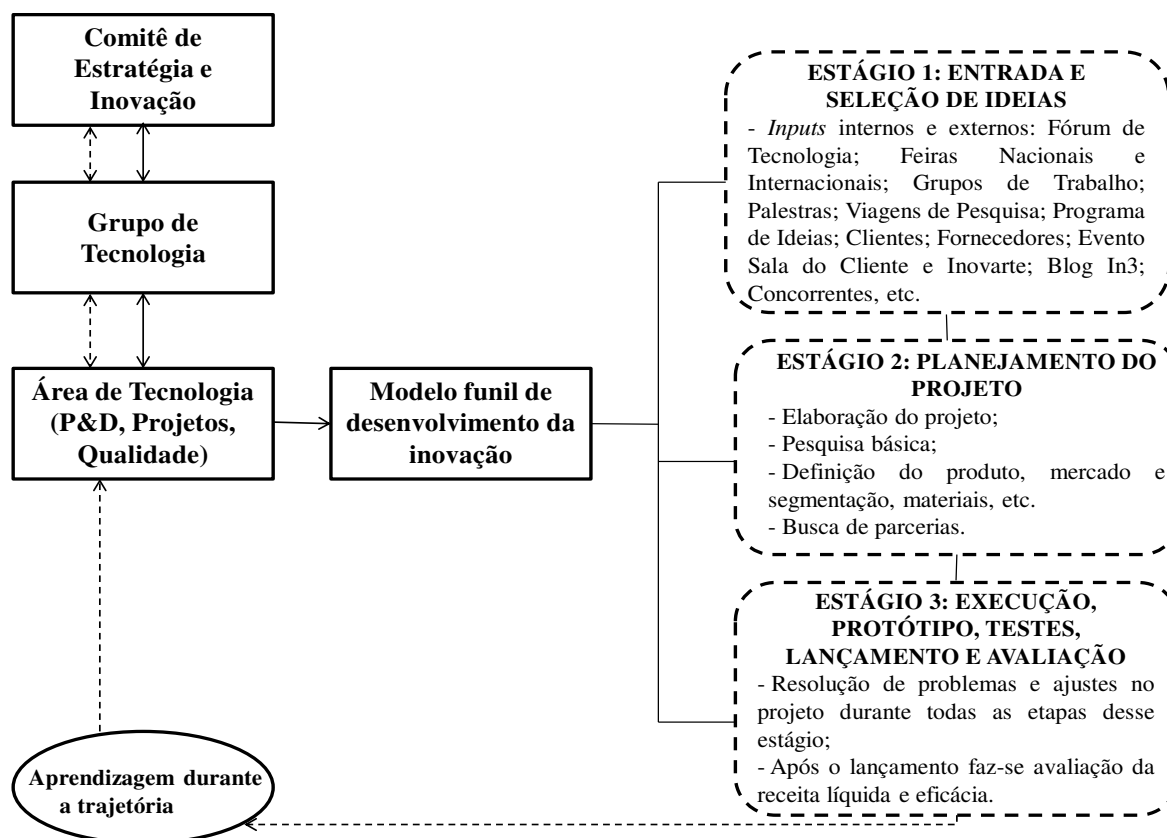 Comitê de
Estratégia e
Inovação
Grupo de
Tecnologia
Área de Tecnologia
(P&D, Projetos,
Qualidade)
Modelo funil de
desenvolvimento da
inovação
ESTÁGIO 1: ENTRADA E
SELEÇÃO DE IDEIAS
- Inputs internos e externos: Fórum de
Tecnologia; Feiras Nacionais e
Internacionais; Grupos de Trabalho;
Palestras; Viagens de Pesquisa; Programa
de Ideias; Clientes; Fornecedores; Evento
Sala do Cliente e Inovarte; Blog In3;
Concorrentes, etc.
ESTÁGIO 2: PLANEJAMENTO DO
PROJETO
- Elaboração do projeto;
- Pesquisa básica;
- Definição do produto, mercado e
segmentação, materiais, etc.
- Busca de parcerias.
ESTÁGIO 3: EXECUÇÃO,
PROTÓTIPO, TESTES,
LANÇAMENTO E AVALIAÇÃO
- Resolução de problemas e ajustes no
projeto durante todas as etapas desse
estágio;
- Após o lançamento faz-se avaliação da
receita líquida e eficácia.
Aprendizagem durante
a trajetória